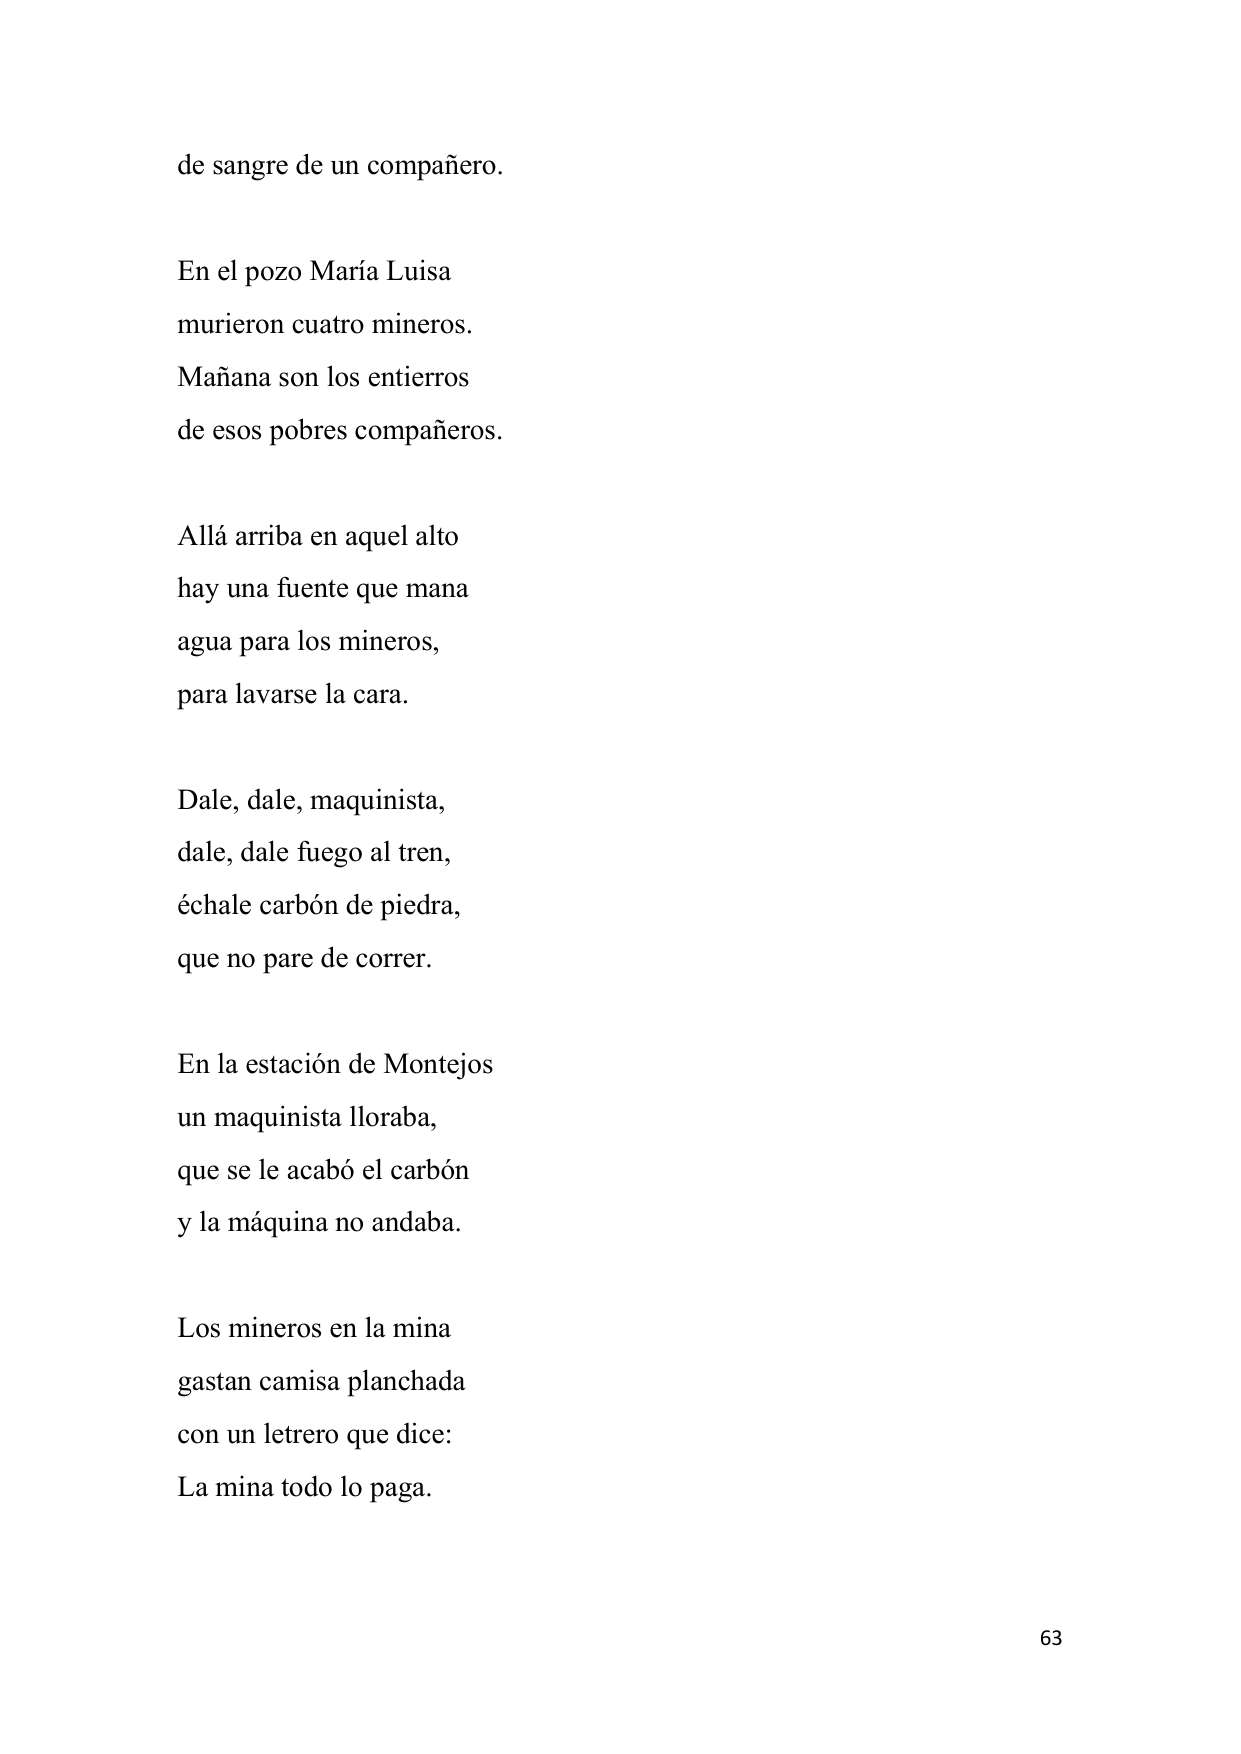 de sangre de un compañero.
En el pozo María Luisa
murieron cuatro mineros.
Mañana son los entierros
de esos pobres compañeros.
Allá arriba en aquel alto
hay una fuente que mana
agua para los mineros,
para lavarse la cara.
Dale, dale, maquinista,
dale, dale fuego al tren,
échale carbón de piedra,
que no pare de correr.
En la estación de Montejos
un maquinista lloraba,
que se le acabó el carbón
y la máquina no andaba.
Los mineros en la mina
gastan camisa planchada
con un letrero que dice:
La mina todo lo paga.
63